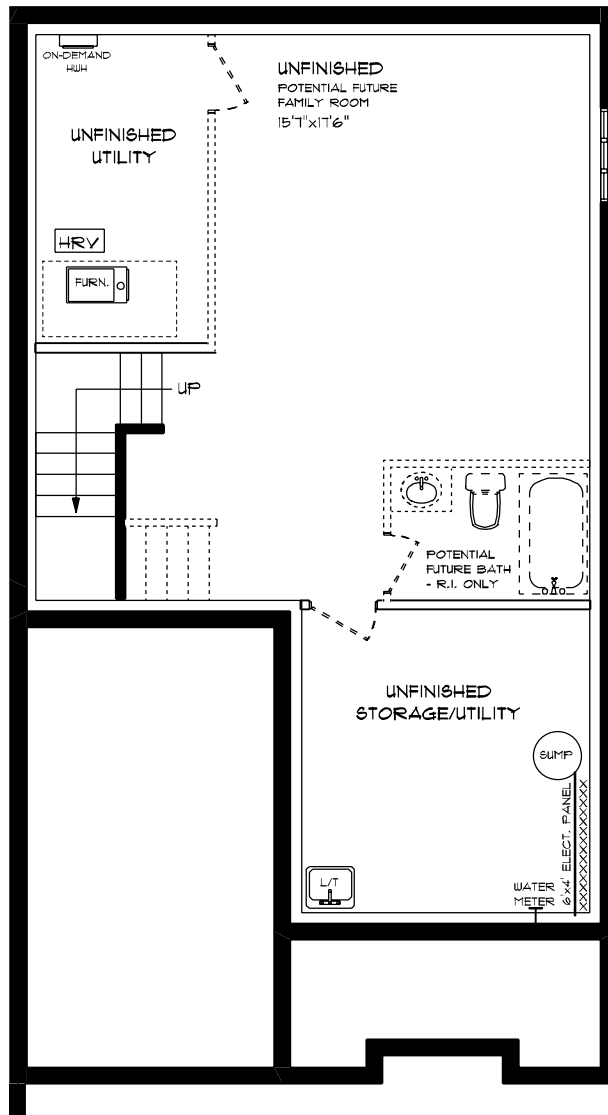 ON-DEMAND
HWH
UNFINISHED
POTENTIAL FUTURE
FAMILY ROOM
15'7"x17'6"
UNFINISHED
UTILITY
HRV
FURN.
UP
POTENTIAL
FUTURE BATH
- R.I. ONLY
UNFINISHED
STORAGE/UTILITY
SUMP
6'x4' ELECT. PANEL
L/T
WATER
METER